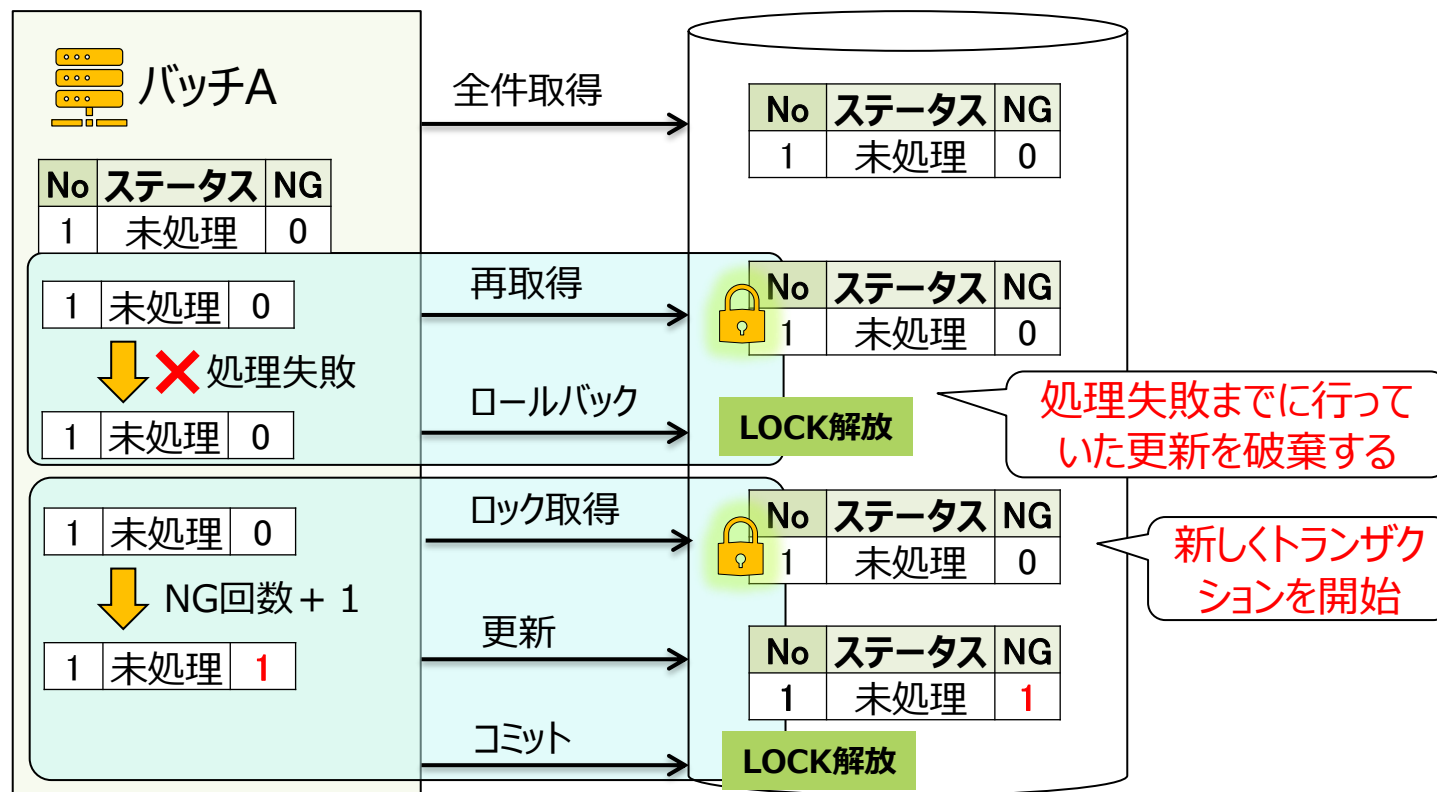 バッチA
全件取得
No ステータス NG
1 未処理 0
No ステータス NG
1 未処理 0
再取得
No ステータス NG
1 未処理 0
1 未処理 0
処理失敗
ロールバック
1 未処理 0
LOCK解放
処理失敗までに行って
いた更新を破棄する
ロック取得
No ステータス NG
1 未処理 0
1 未処理 0
新しくトランザク
ションを開始
NG回数+ 1
更新
1 未処理 1
No ステータス NG
1 未処理 1
コミット
LOCK解放